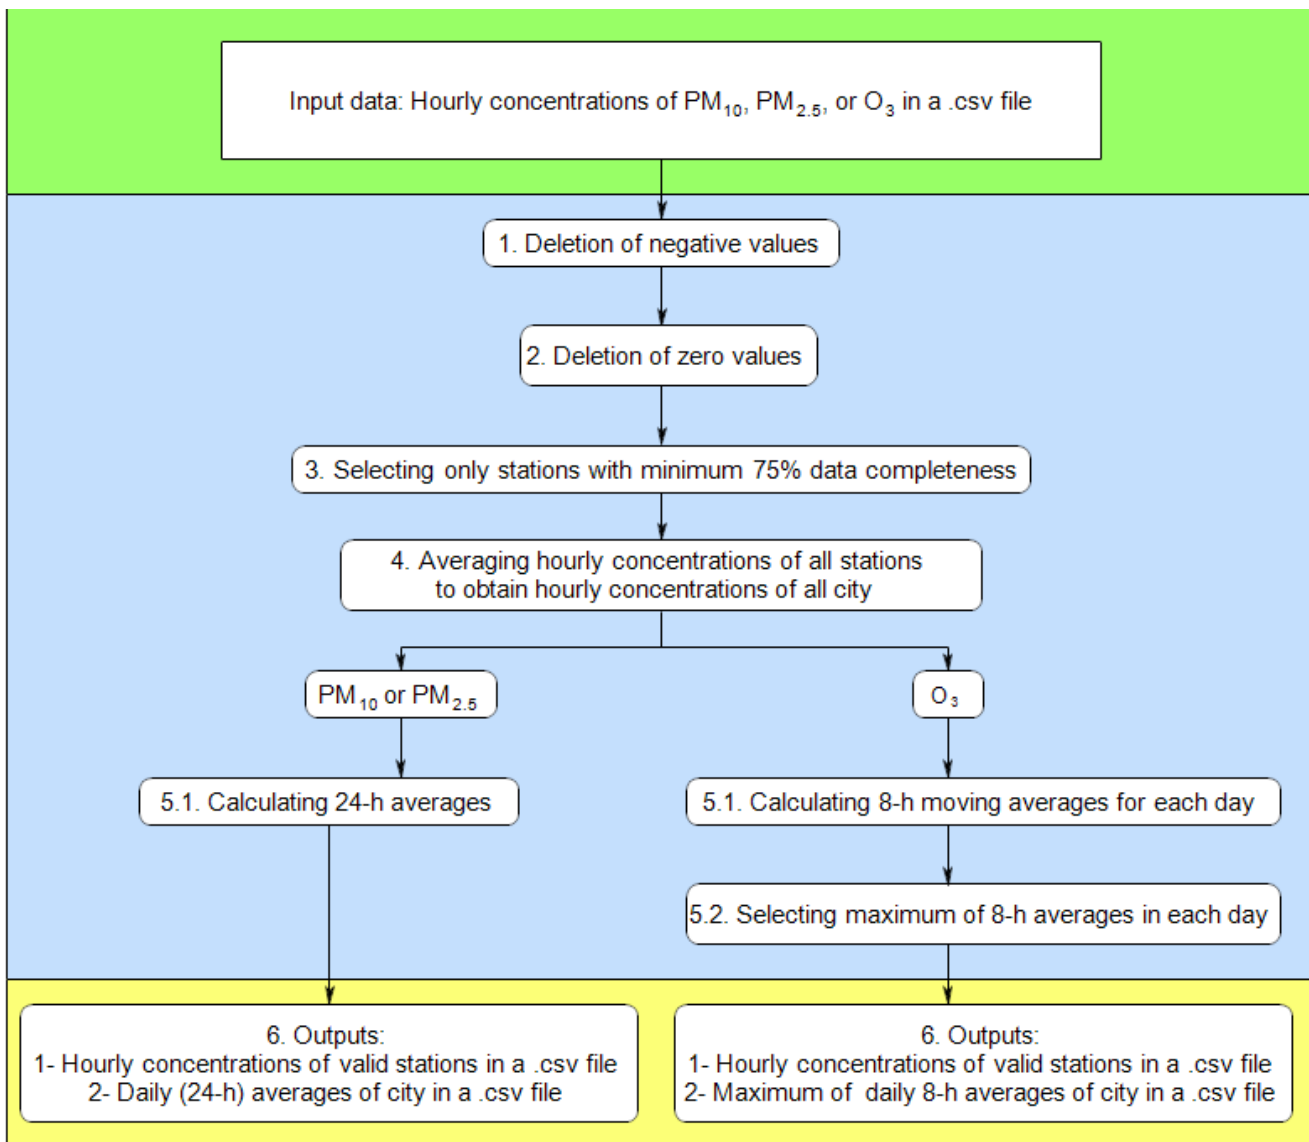 Input data: Hourly concentrations of PM10, PM2.5, or O3 in a .csv file
1. Deletion of negative values
2. Deletion of zero values
3. Selecting only stations with minimum 75% data completeness
4. Averaging hourly concentrations of all stations
to obtain hourly concentrations of all city
PM10 or PM2.5
O3
5.1. Calculating 24-h averages
5.1. Calculating 8-h moving averages for each day
5.2. Selecting maximum of 8-h averages in each day
6. Outputs:
1- Hourly concentrations of valid stations in a .csv file
2- Daily (24-h) averages of city in a .csv file
6. Outputs:
1- Hourly concentrations of valid stations in a .csv file
2- Maximum of daily 8-h averages of city in a .csv file